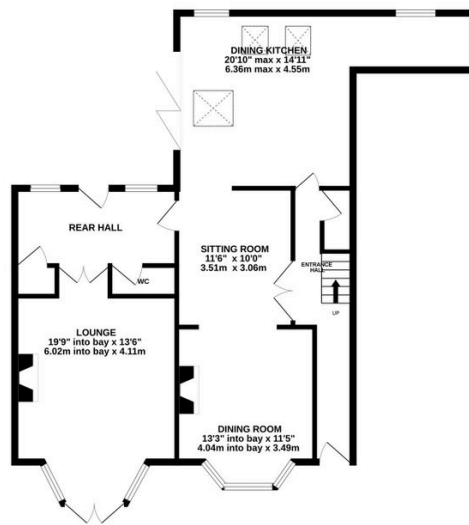 DINING KITCHEN
20'10" max x 14'11"
6.36m max x 4.55m
REAR HALL
SITTING ROOM
11'6" x 10'0"
3.51m x 3.06m
ENTRANCE
HALL
WC
UP
LOUNGE
19'9" into bay x 13'6"
6.02m into bay x 4.11m
DINING ROOM
13'3" into bay x 11'5"
4.04m into bay x 3.49m